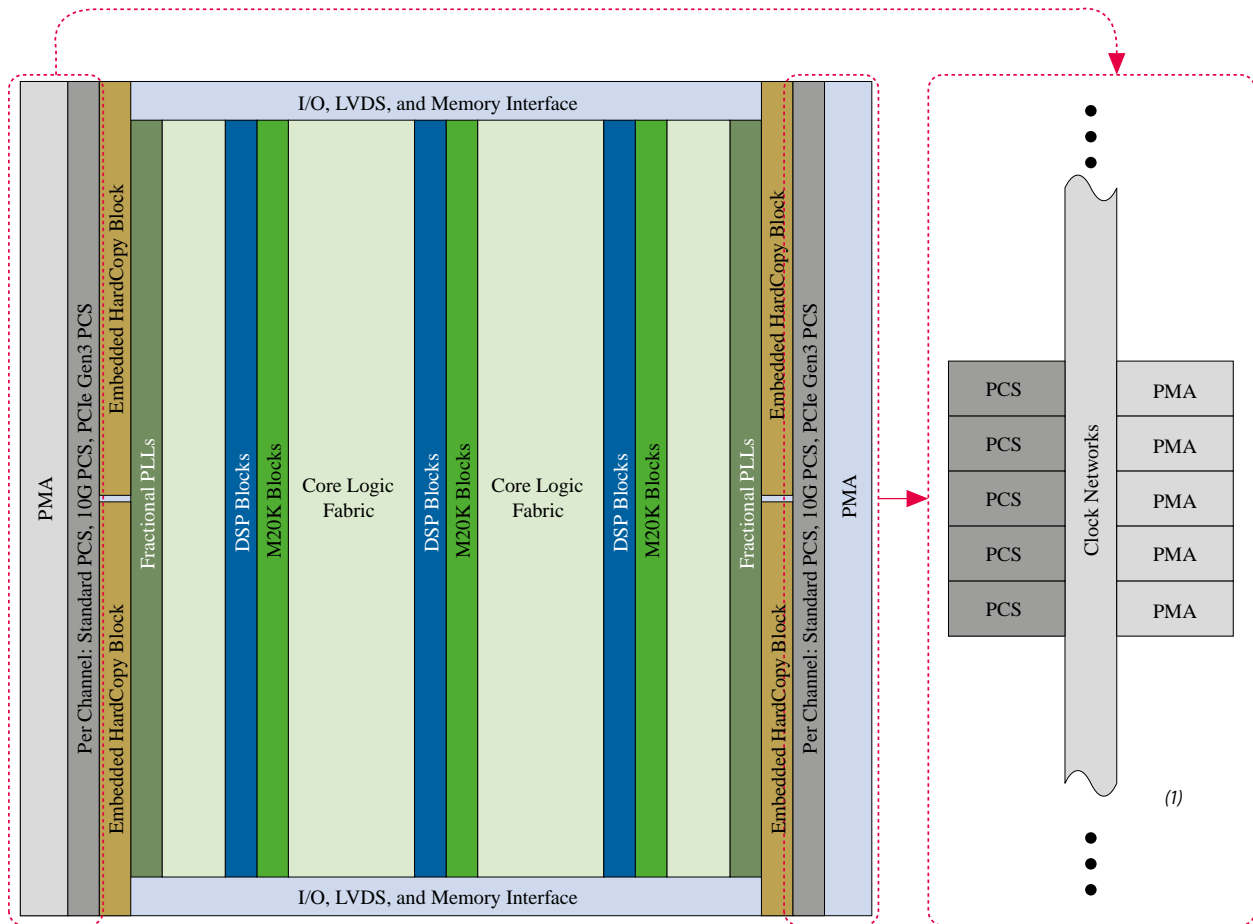 I/O, LVDS, and Memory Interface
PMA
Per Channel: Standard PCS, 10G PCS, PCIe Gen3 PCS
Embedded HardCopy Block
Embedded HardCopy Block
Fractional PLLs
DSP Blocks
M20K Blocks
Core Logic
Fabric
DSP Blocks
M20K Blocks
Core Logic
Fabric
DSP Blocks
M20K Blocks
Fractional PLLs
Embedded HardCopy Block
Embedded HardCopy Block
Per Channel: Standard PCS, 10G PCS, PCIe Gen3 PCS
PMA
I/O, LVDS, and Memory Interface
PCS
PCS
PCS
PCS
PCS
Clock Networks
PMA
PMA
PMA
PMA
PMA
(1)